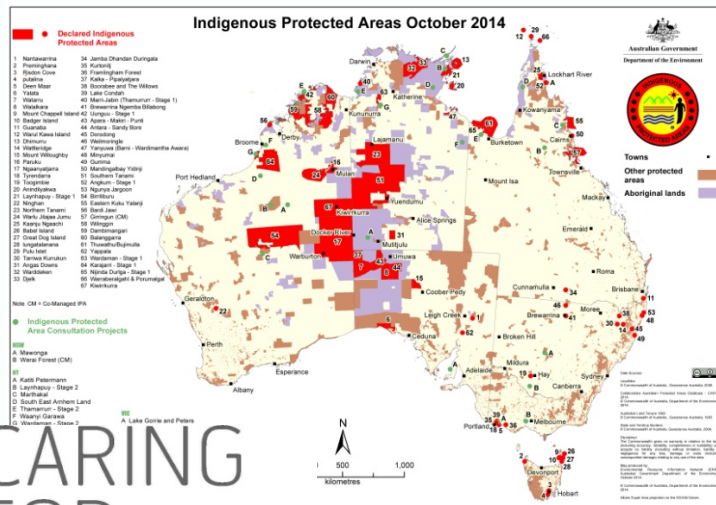 Indigenous Protected Areas October 2014
Declared Indigenous
Protected Areas
1 Nantawarrina
2 Preminghana
3 Risdon Cove
4 putalina
5 Deen Maar
6 Yalata
7 Watarru
8 Walalkara
9 Mount Chappell Island
10 Badger Island
11 Guanaba
12 Warul Kawa Island
13 Dhimurru
14 Wattleridge
15 Mount Willoughby
16 Paruku
17 Ngaanyatjarra
18 Tyrendarra
19 Toogimbie
20 Anindilyakwa
21 Laynhapuy - Stage 1
22 Ninghan
23 Northern Tanami
24 Warlu Jilajaa Jumu
25 Kaanju Ngaachi
26 Babel Island
27 Great Dog Island
28 lungatalanana
29 Pulu Islet
30 Tarriwa Kurrukun
31 Angas Downs
32 Warddeken
33 Djelk
34 Jamba Dhandan Duringala
35 Kurtonitj
36 Framlingham Forest
37 Kalka - Pipalyatjara
38 Boorabee and The Willows
39 Lake Condah
40 Marri-Jabin (Thamurrurr - Stage 1)
41 Brewarrina Ngemba Billabong
42 Uunguu - Stage 1
43 Apara - Makiri - Punti
44 Antara - Sandy Bore
45 Dorodong
46 Weilmoringle
47 Yanyuwa (Barni - Wardimantha Awara)
48 Minyumai
49 Gumma
50 Mandingalbay Yidinji
51 Southern Tanami
52 Angkum - Stage 1
53 Ngunya Jargoon
54 Birriliburu
55 Eastern Kuku Yalanji
56 Bardi Jawi
57 Girringun (CM)
58 Wilinggin
59 Dambimangari
60 Balanggarra
61 Thuwathu/Bujimulla
62 Yappala
63 Wardaman - Stage 1
64 Karajarri - Stage 1
65 Nijinda Durlga - Stage 1
66 Warraberalgahi & Porumalgal
67 Kiwirrkurra
Note. CM = Co-Managed IPA
Indigenous Protected
Area Consultation Projects
NSW
A Mawonga
B Werai Forest (CM)
NT
A Katiti Petermann
B Laynhapuy - Stage 2
C Marthakal
D South East Arnhem Land
E Thamarrurr - Stage 2
F Waanyi Garawa
G Wardaman - Stage 2
VIC
A Lake Gorrie and Peters
Darwin
Katherine
Kununurra
Derby
Broome
Port Hedland
Lajamanu
Mulan
Yuendumu
Kiwirrkurra
Alice Springs
Docker River
Mutitjulu
Warburton
Umuwa
Coober Pedy
Geraldton
Perth
Albany
Esperance
Ceduna
Leigh Creek
Adelaide
Broken Hill
Mildura
Hay
Canberra
Sydney
Portland
Melbourne
Devonport
Hobart
Brewarrina
Moree
Cunnamulla
Brisbane
Roma
Emerald
Mackay
Townsville
Cairns
Mount Isa
Burketown
Kowanyama
Lockhart River
N
500
1,000
kilometres
Australian Government
Department of the Environment
INDIGENOUS
PROTECTED AREAS
Towns
Other protected
areas
Aboriginal lands
CARING
FOR